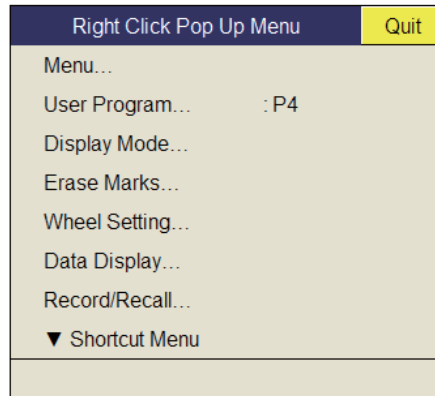 Right Click Pop Up Menu Quit
Menu...
User Program... : P4
Display Mode...
Erase Marks...
Wheel Setting...
Data Display...
Record/Recall...
▼ Shortcut Menu